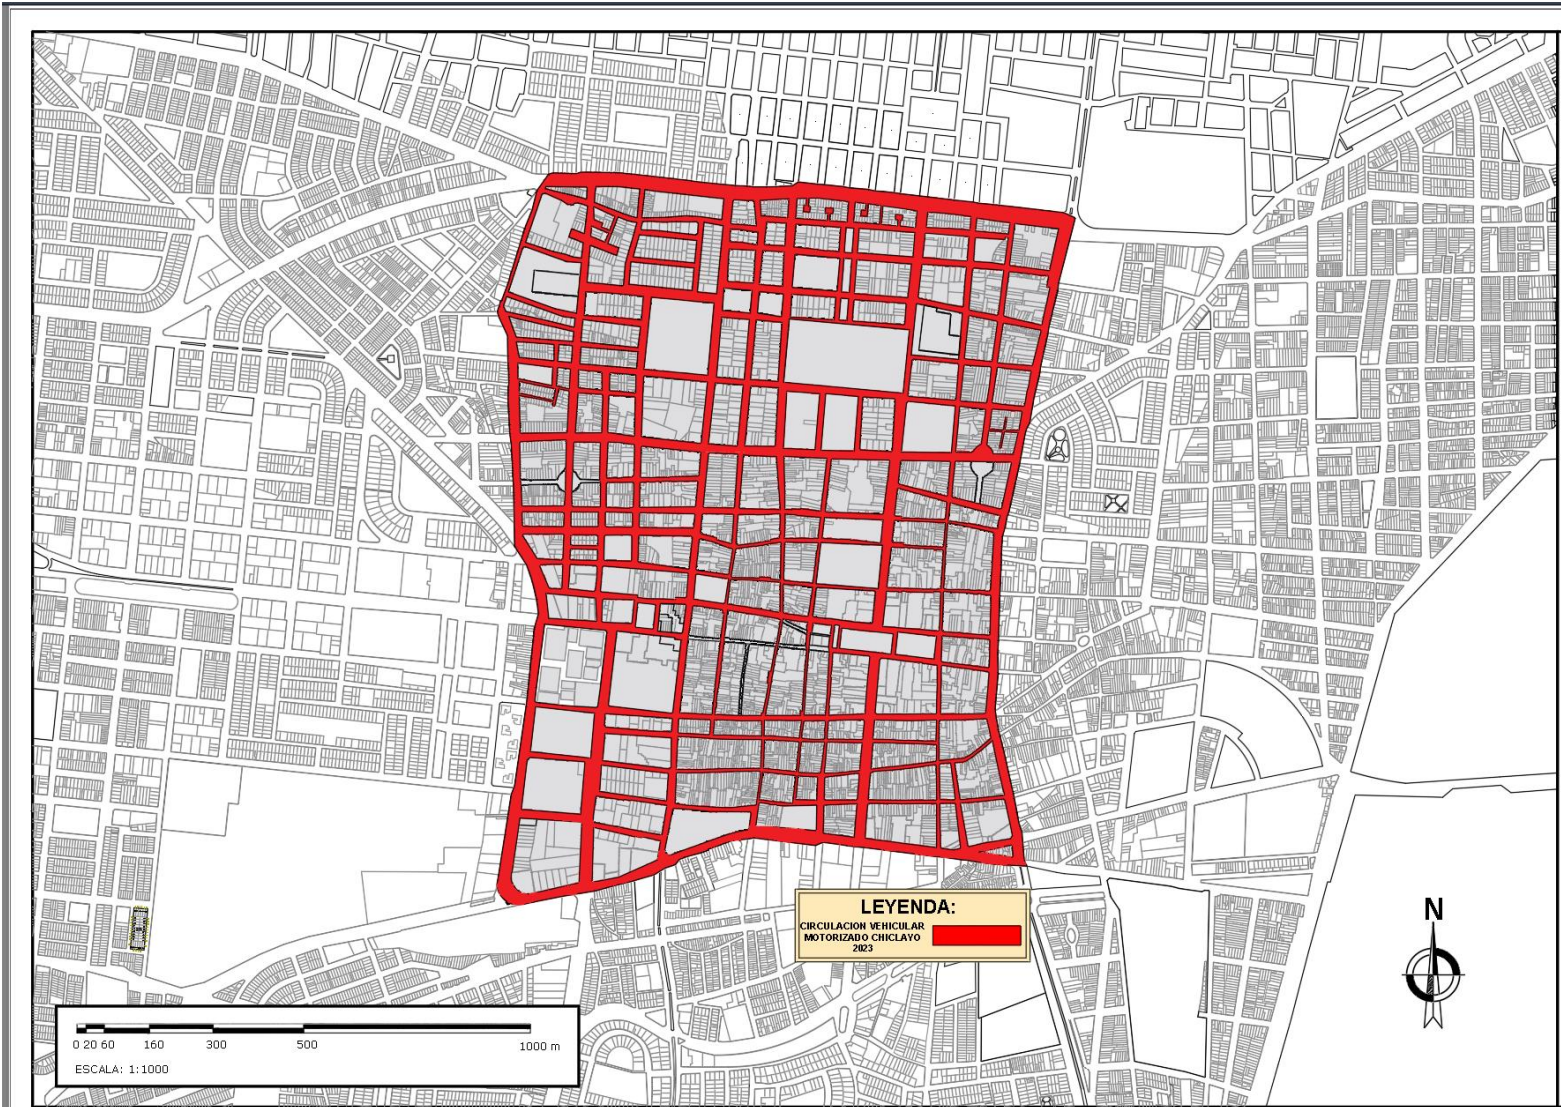 LEYENDA:
CIRCULACION VEHICULAR
MOTORIZADO CHICLAYO
2023
N
0 20 60 160 300 500 1000 m
ESCALA: 1:1000